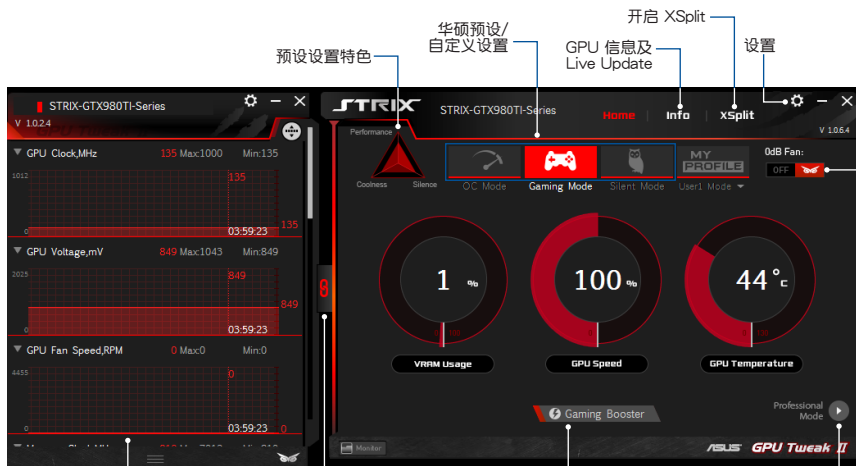 开启 XSplit
华硕预设/
自定义设置
预设设置特色
GPU 信息及
Live Update
设置
STRIX-GTX980TI-Series
V 1.0.2.4
GPU Clock,MHz 135 Max:1000 Min:135
1012
135
135
0
03:59:23
GPU Voltage,mV 849 Max:1043 Min:849
2025
849
849
0
03:59:23
GPU Fan Speed,RPM 0 Max:0 Min:0
4455
0
0
0
03:59:23
STRIX
STRIX-GTX980TI-Series
Home
Info
XSplit
V 1.0.6.4
Performance
Coolness
Silence
OC Mode
Gaming Mode
Silent Mode
MY
PROFILE
User1 Mode
0dB Fan:
OFF
1 %
VRAM Usage
100 %
GPU Speed
44 °c
GPU Temperature
Gaming Booster
Professional
Mode
Monitor
ASUS GPU Tweak II